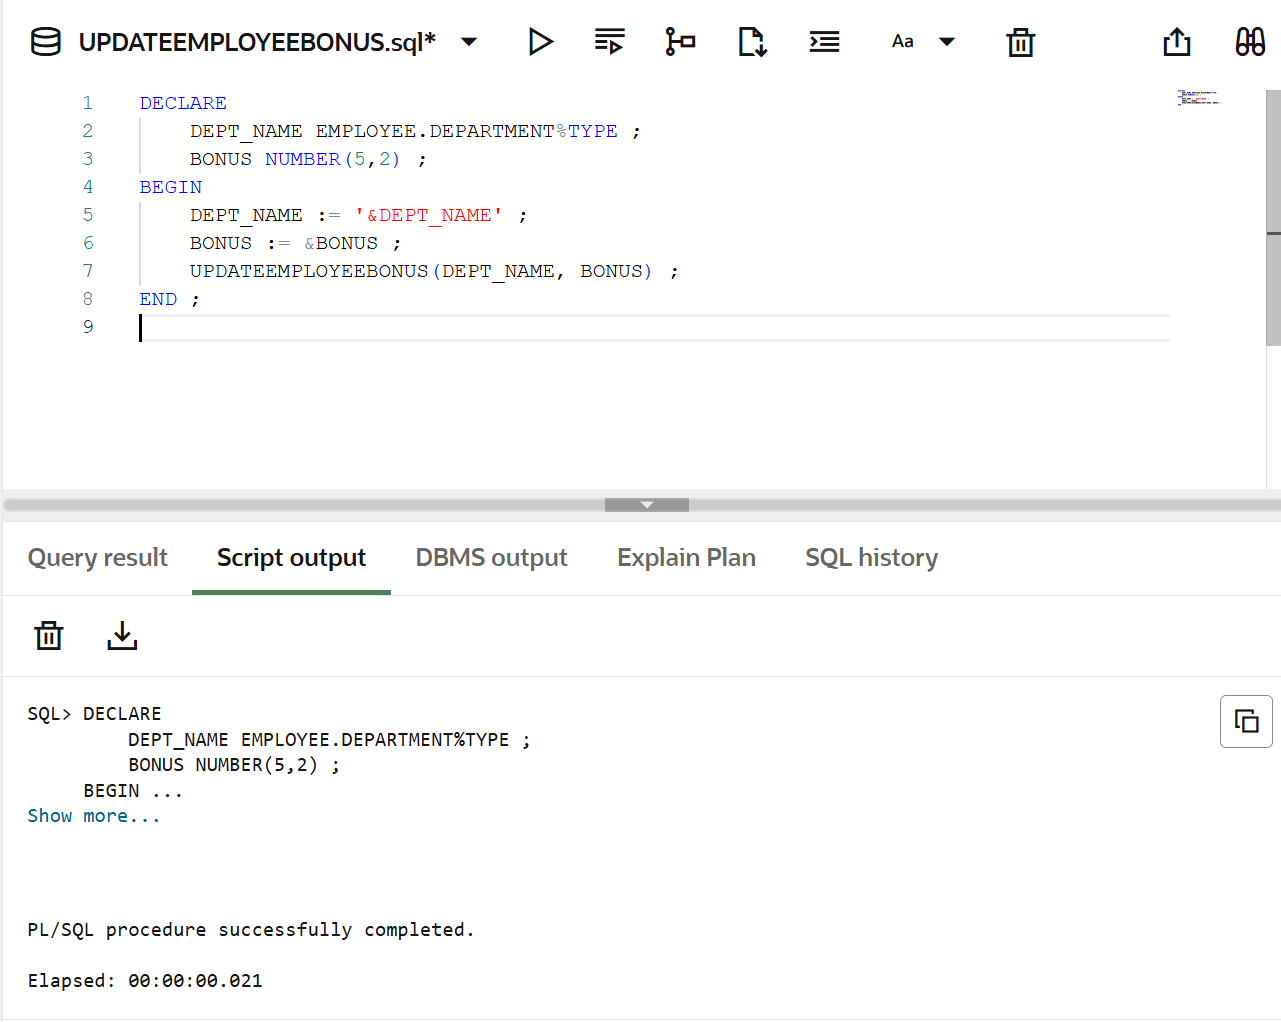 UPDATEEMPLOYEEBONUS.sql*
Aa
1 DECLARE
2 DEPT_NAME EMPLOYEE.DEPARTMENT%TYPE ;
3 BONUS NUMBER(5,2) ;
4 BEGIN
5 DEPT_NAME := '&DEPT_NAME' ;
6 BONUS := &BONUS ;
7 UPDATEEMPLOYEEBONUS(DEPT_NAME, BONUS) ;
8 END ;
9
Query result Script output DBMS output Explain Plan SQL history
SQL> DECLARE
DEPT_NAME EMPLOYEE.DEPARTMENT%TYPE ;
BONUS NUMBER(5,2) ;
BEGIN ...
Show more...
PL/SQL procedure successfully completed.
Elapsed: 00:00:00.021